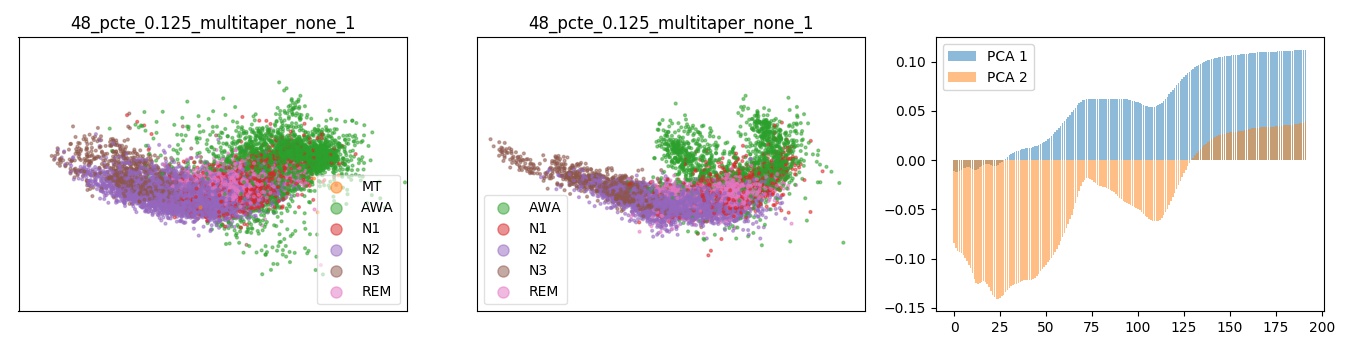 48_pcte_0.125_multitaper_none_1
MT
AWA
N1
N2
N3
REM
48_pcte_0.125_multitaper_none_1
AWA
N1
N2
N3
REM
PCA 1
PCA 2
0.10
0.05
0.00
−0.05
−0.10
−0.15
0 25 50 75 100 125 150 175 200